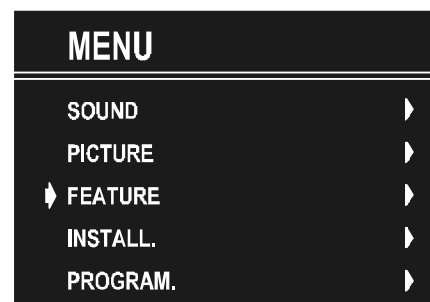 MENU
SOUND
PICTURE
FEATURE
INSTALL.
PROGRAM.